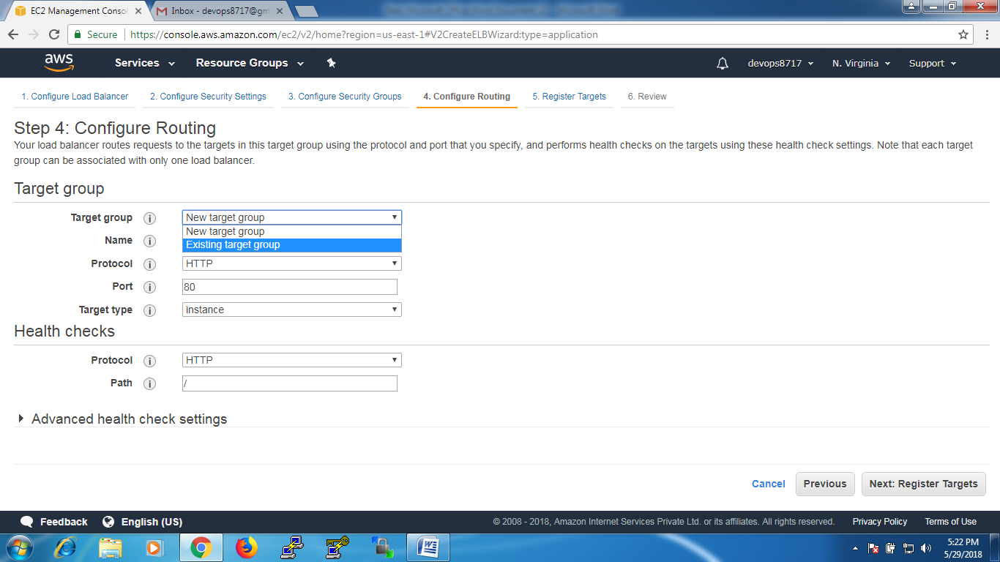 EC2 Management Consol
Inbox - devops8717@gm
Secure
https://console.aws.amazon.com/ec2/v2/home?region=us-east-1#V2CreateELBWizard:type=application
aws
Services
Resource Groups
devops8717
N. Virginia
Support
1. Configure Load Balancer
2. Configure Security Settings
3. Configure Security Groups
4. Configure Routing
5. Register Targets
6. Review
Step 4: Configure Routing
Your load balancer routes requests to the targets in this target group using the protocol and port that you specify, and performs health checks on the targets using these health check settings. Note that each target
group can be associated with only one load balancer.
Target group
Target group
i
New target group
New target group
Name
i
Existing target group
Protocol
i
HTTP
Port
i
80
Target type
i
instance
Health checks
Protocol
i
HTTP
Path
i
/
Advanced health check settings
Cancel
Previous
Next: Register Targets
Feedback
English (US)
© 2008 - 2018, Amazon Internet Services Private Ltd. or its affiliates. All rights reserved.
Privacy Policy
Terms of Use
5:22 PM
5/29/2018